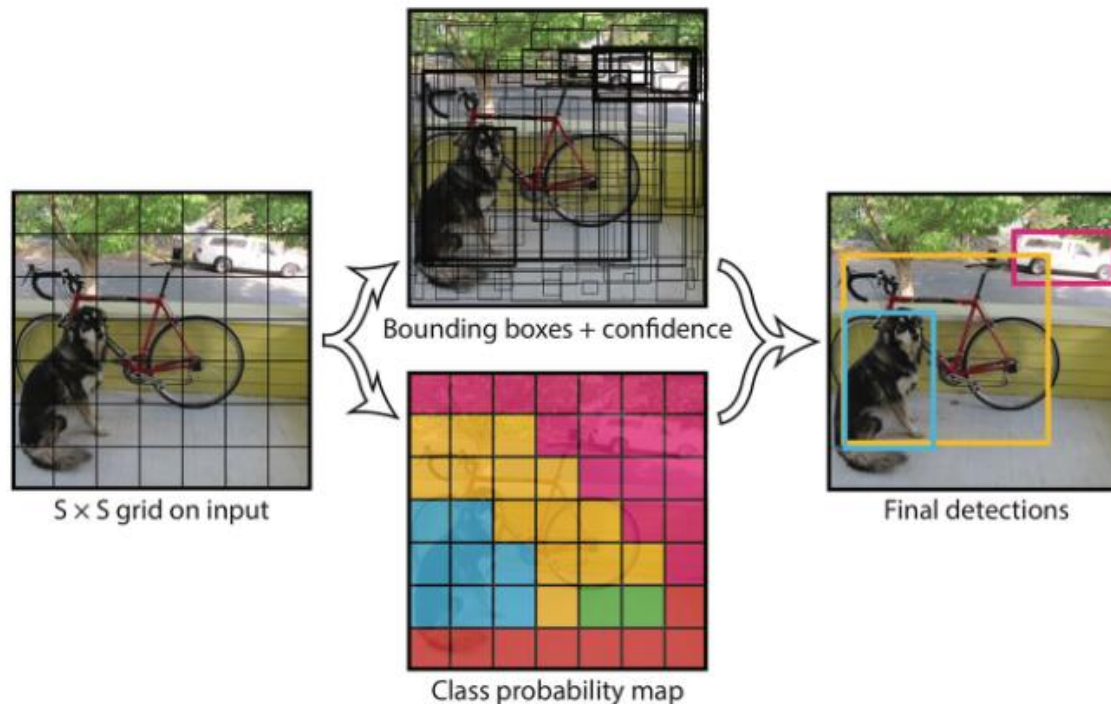 S × S grid on input
Bounding boxes + confidence
Class probability map
Final detections